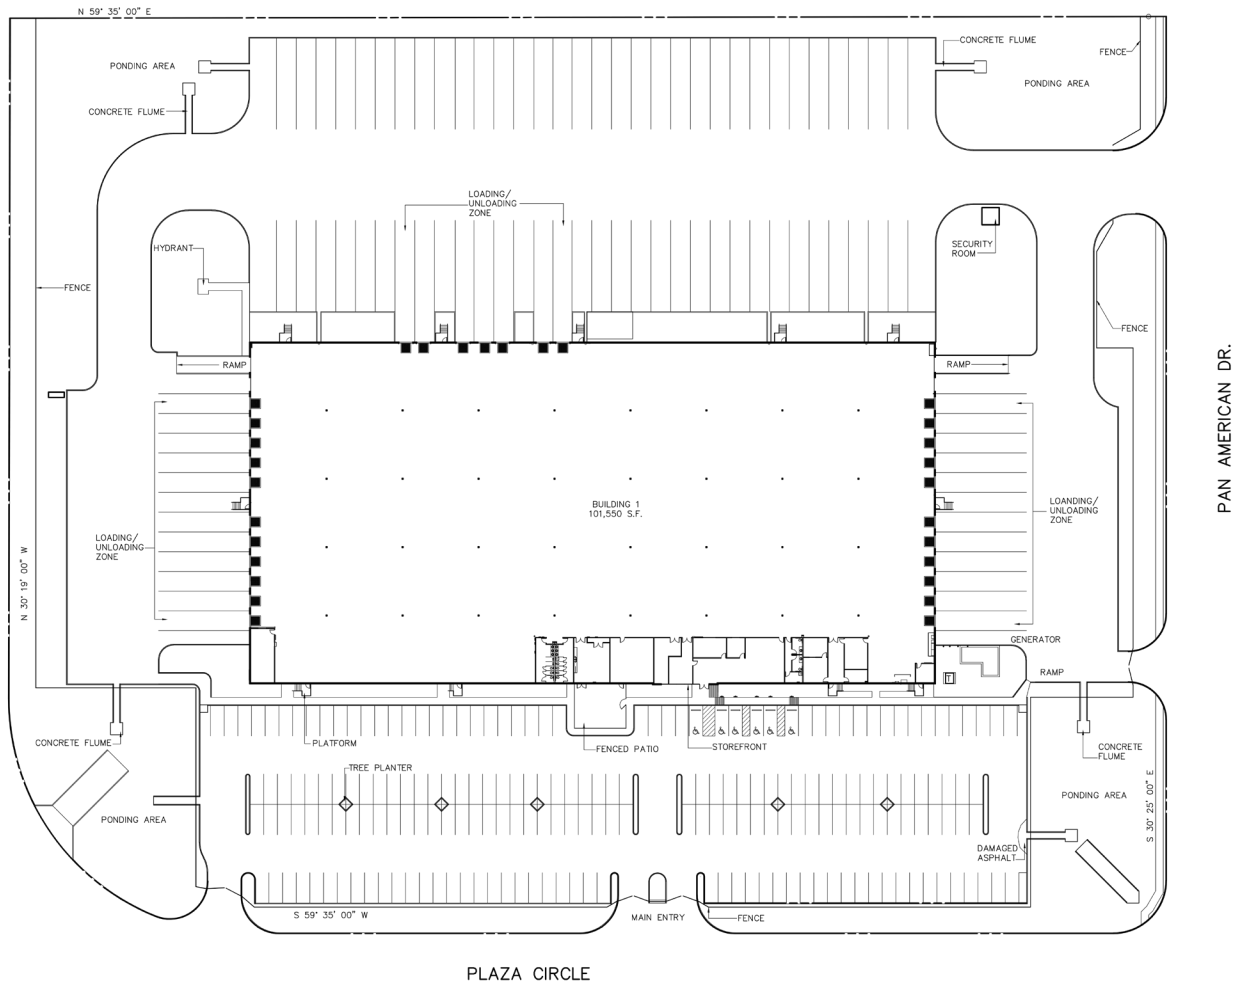 N 59° 35' 00" E
CONCRETE FLUME
FENCE
PONDING AREA
PONDING AREA
CONCRETE FLUME
LOADING/
UNLOADING
ZONE
HYDRANT
SECURITY
ROOM
FENCE
FENCE
RAMP
RAMP
PAN AMERICAN DR.
BUILDING 1
101,550 S.F.
LOANDING/
UNLOADING
ZONE
LOADING/
UNLOADING
ZONE
N 30° 19' 00" W
GENERATOR
RAMP
T
CONCRETE FLUME
PLATFORM
FENCED PATIO
STOREFRONT
CONCRETE
FLUME
TREE PLANTER
PONDING AREA
S 30° 25' 00" E
PONDING AREA
DAMAGED
ASPHALT
S 59° 35' 00" W
MAIN ENTRY
FENCE
PLAZA CIRCLE